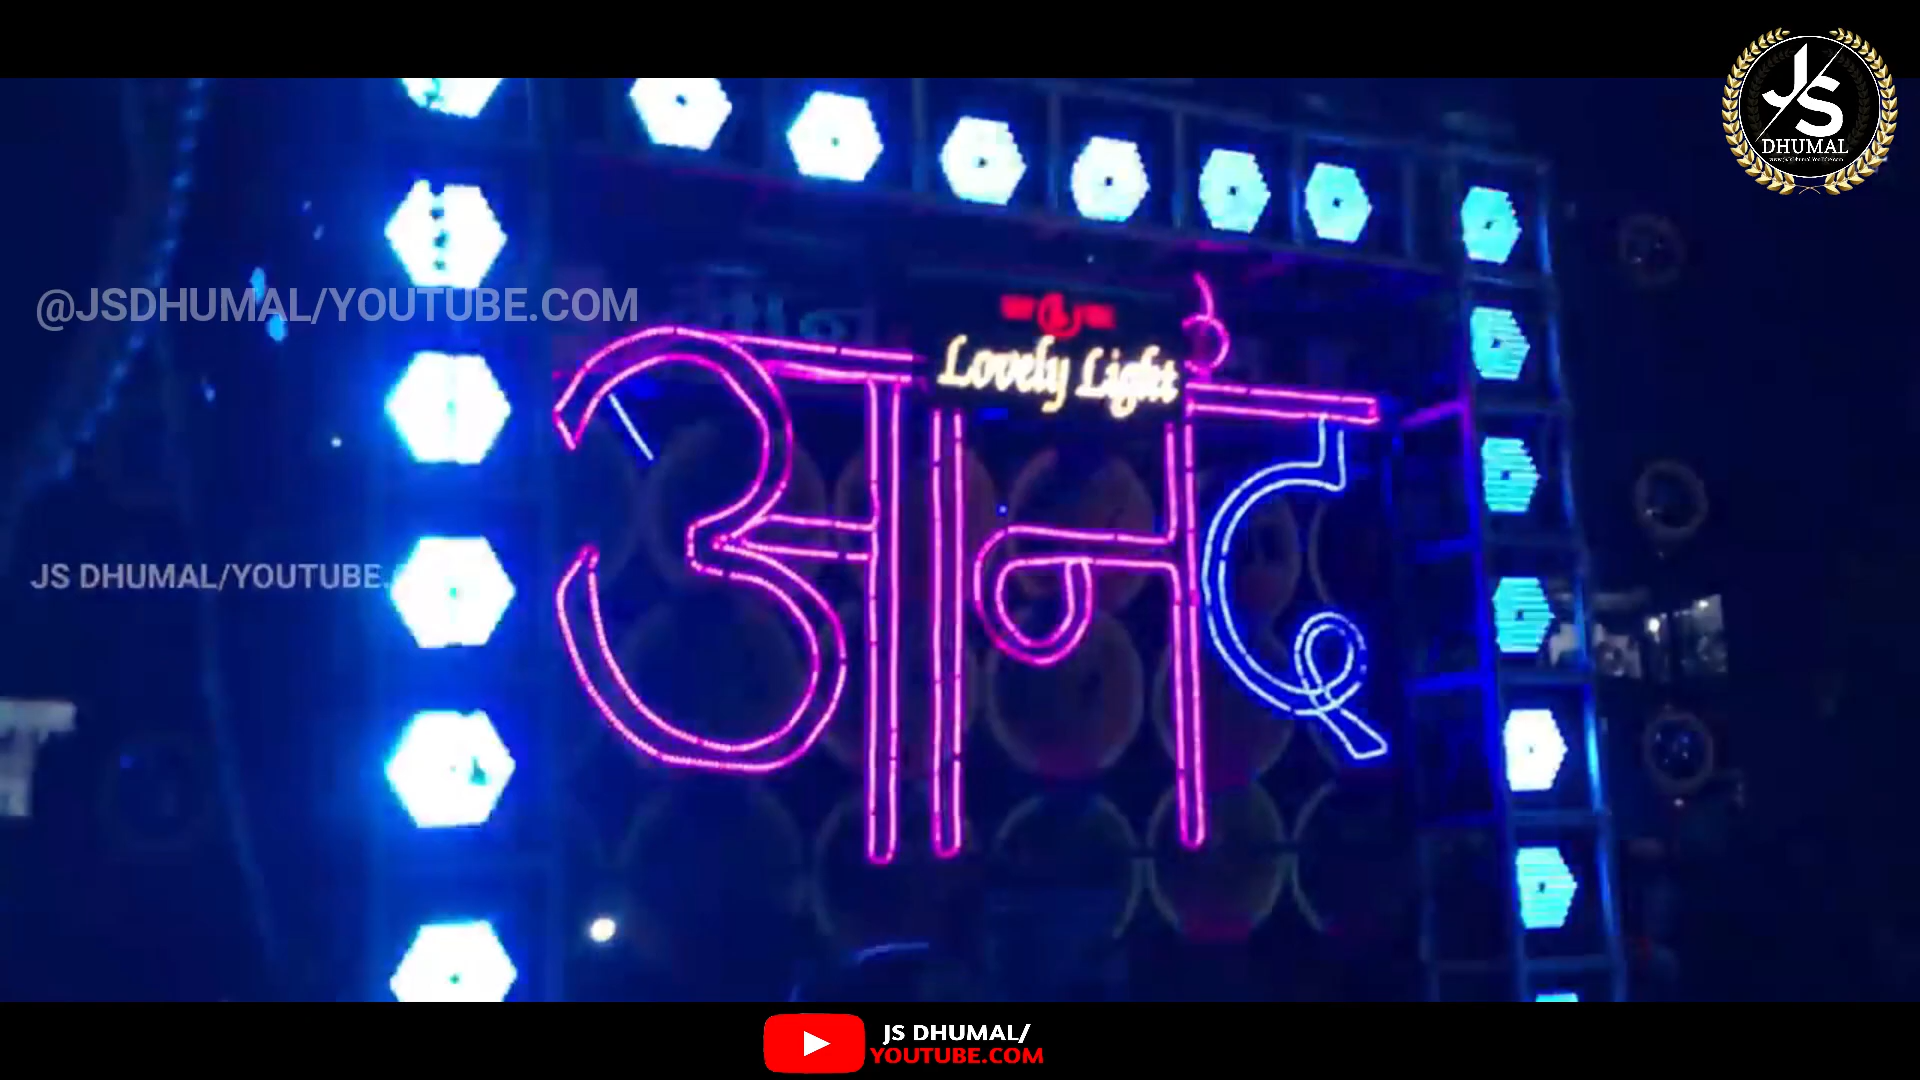 JS
DHUMAL
@JSDHUMAL/YOUTUBE.COM
Lovely Light
आनंद
JS DHUMAL/YOUTUBE.
JS DHUMAL/
YOUTUBE.COM